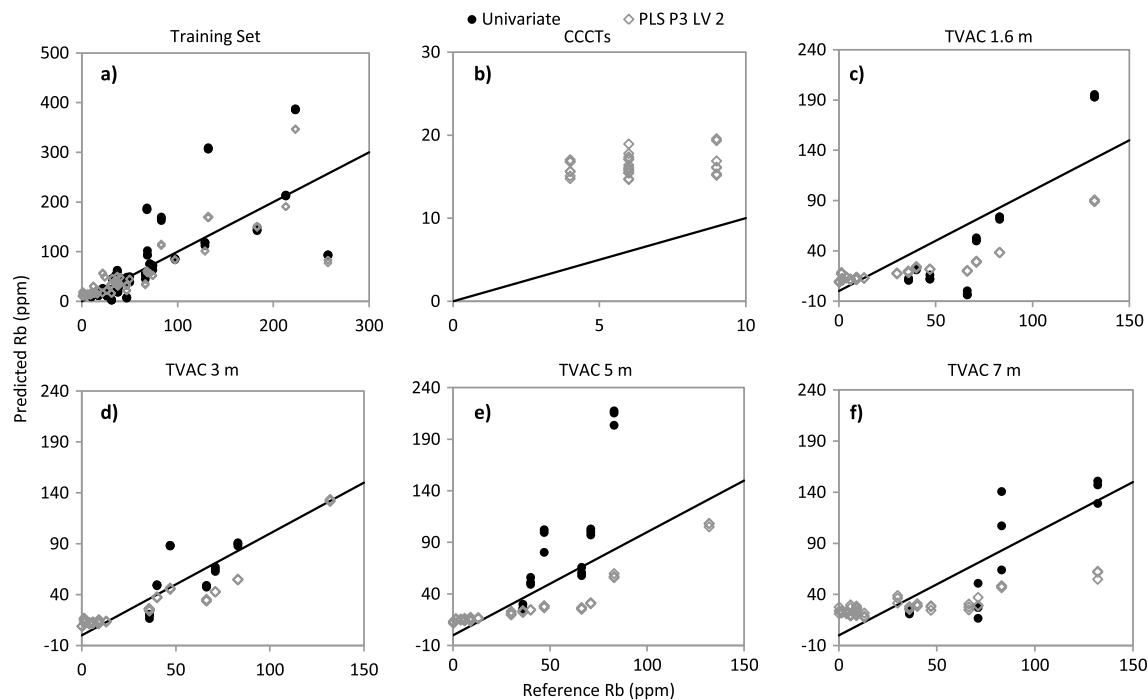 ● Univariate ◇ PLS P3 LV 2
Training Set
a)
500
400
300
200
100
0
0 100 200 300
CCCTs
b)
30
20
10
0
0 5 10
TVAC 1.6 m
c)
240
190
140
90
40
-10
0 50 100 150
Predicted Rb (ppm)
TVAC 3 m
d)
240
190
140
90
40
-10
0 50 100 150
TVAC 5 m
e)
240
190
140
90
40
-10
0 50 100 150
TVAC 7 m
f)
240
190
140
90
40
-10
0 50 100 150
Reference Rb (ppm)